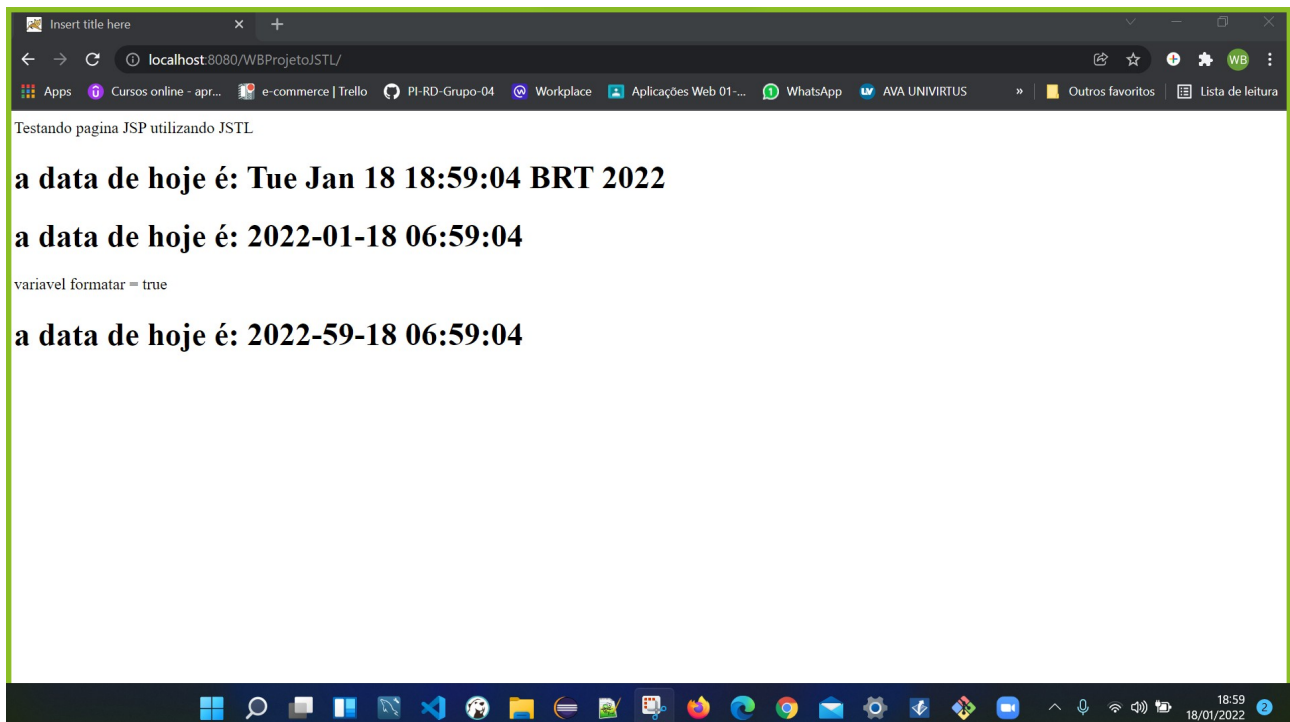 Insert title here
localhost:8080/WBProjetoJSTL/
WB
Apps Cursos online - apr... e-commerce | Trello PI-RD-Grupo-04 Workplace Aplicações Web 01-... WhatsApp AVA UNIVIRTUS » Outros favoritos Lista de leitura
Testando pagina JSP utilizando JSTL
a data de hoje é: Tue Jan 18 18:59:04 BRT 2022
a data de hoje é: 2022-01-18 06:59:04
variavel formatar = true
a data de hoje é: 2022-59-18 06:59:04
18:59
18/01/2022
2